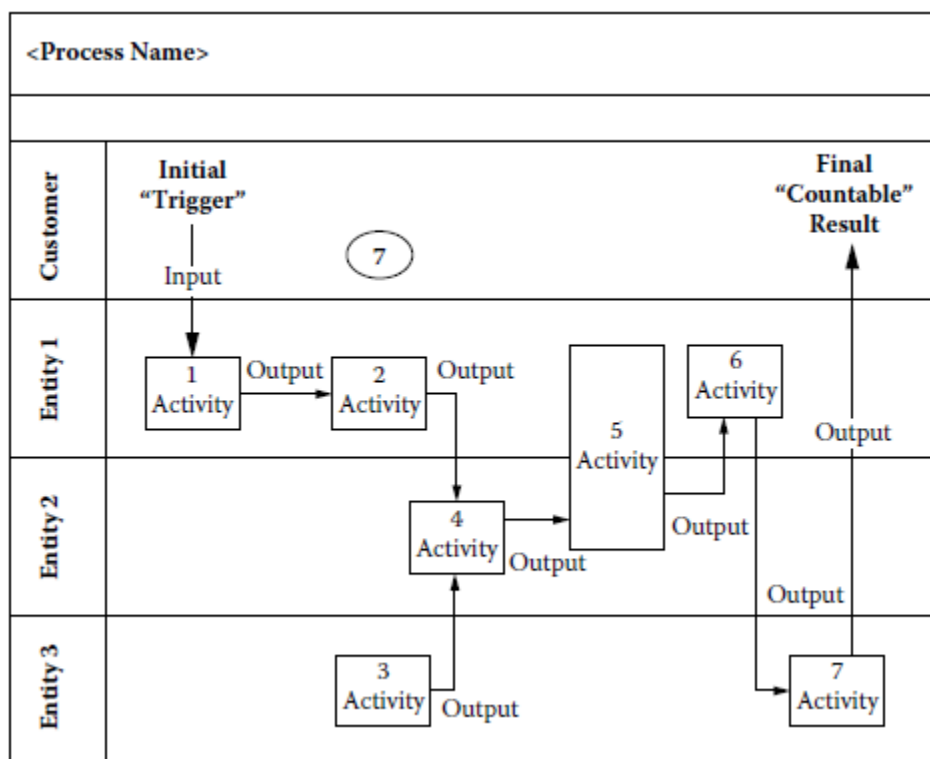 <Process Name>
Customer
Initial
“Trigger”
Input
7
Final
“Countable”
Result
Entity 1
1
Activity
Output
2
Activity
Output
5
Activity
6
Activity
Output
Entity 2
4
Activity
Output
Output
Output
Entity 3
3
Activity
Output
7
Activity